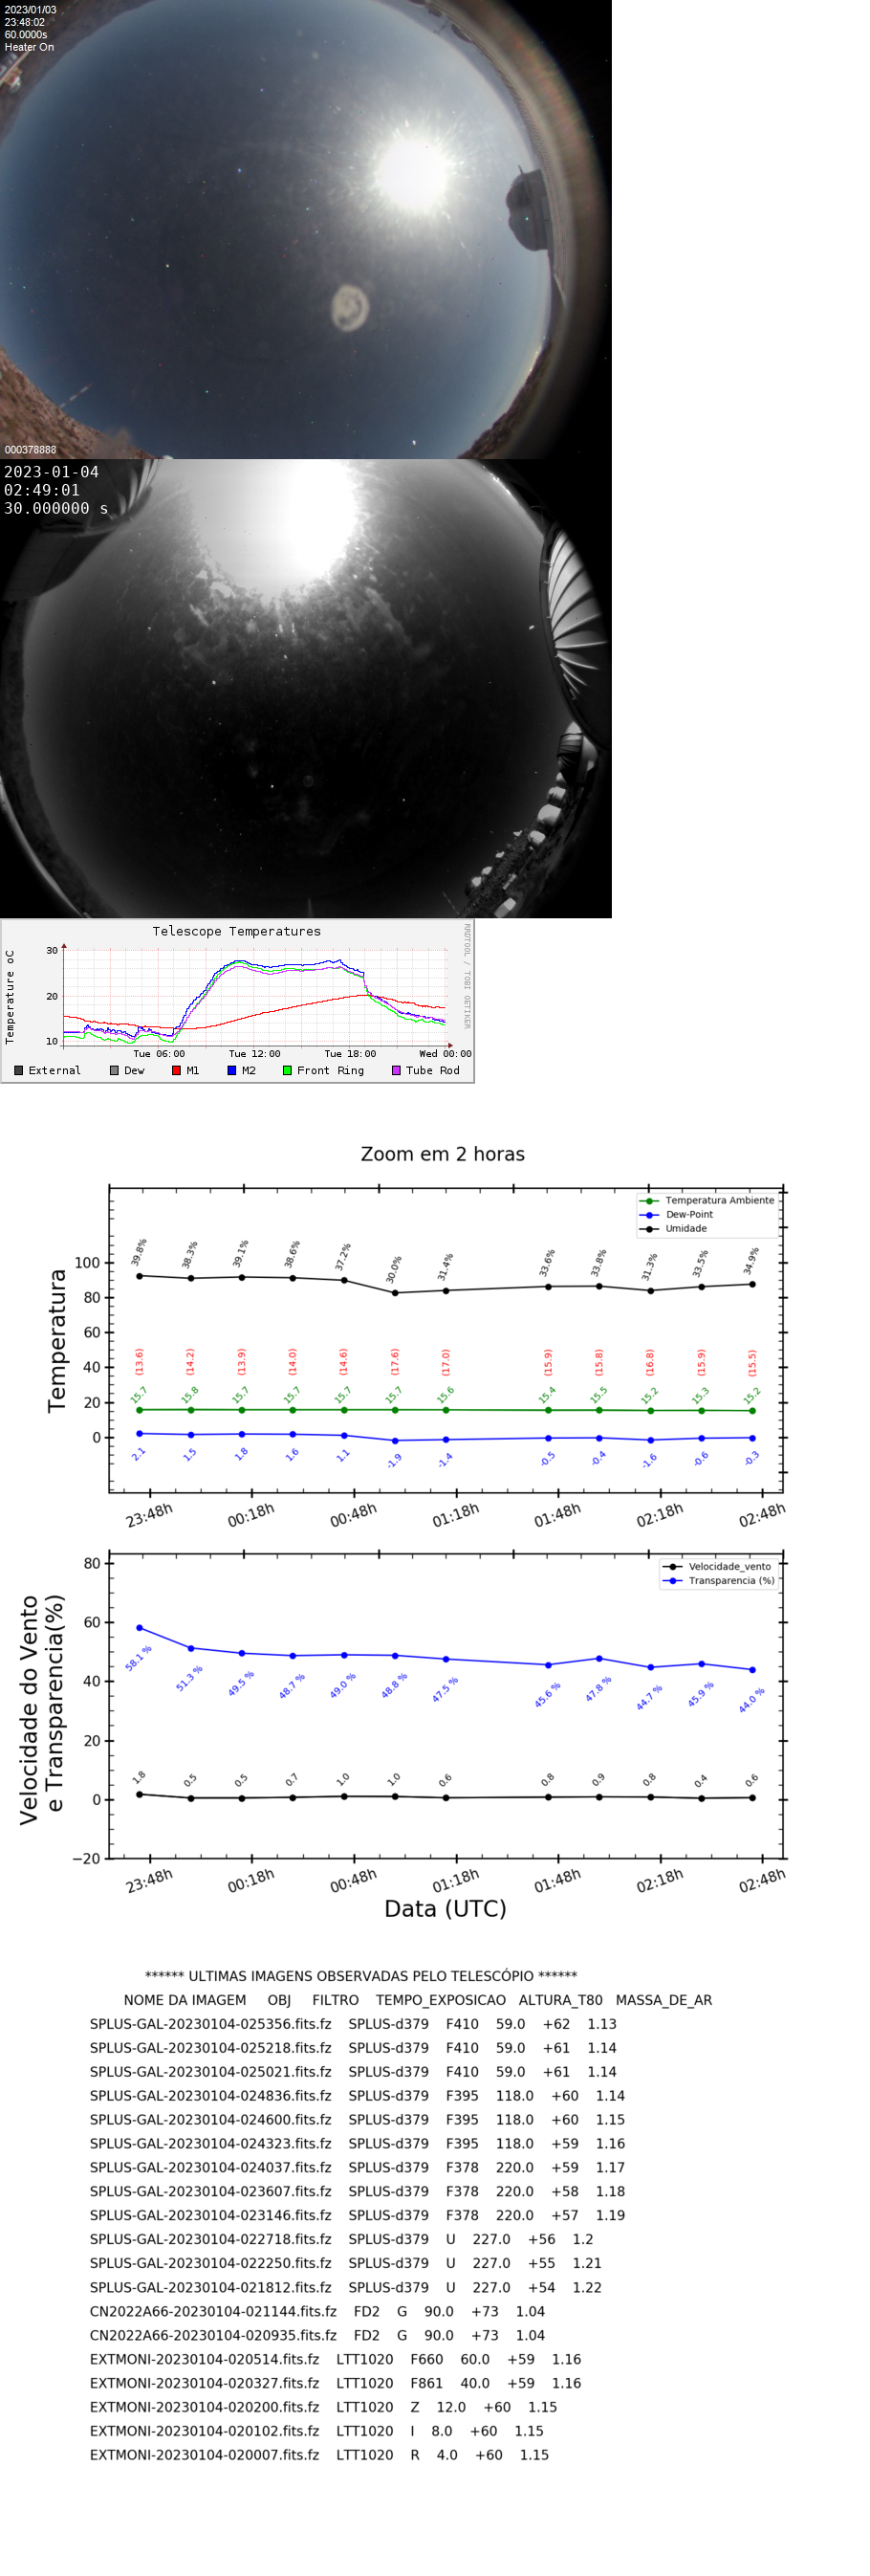 2023/01/03
23:48:02
60.0000s
Heater On
000378888
2023-01-04
02:49:01
30.000000 s
Telescope Temperatures
RRDTOOL / TOBI OETIKER
Temperature oC
30
20
10
Tue 06:00 Tue 12:00 Tue 18:00 Wed 00:00
External Dew M1 M2 Front Ring Tube Rod
Zoom em 2 horas
Temperatura Ambiente
Dew-Point
Umidade
Temperatura
100
80
60
40
20
0
39.8% 38.3% 39.1% 38.6% 37.2% 30.0% 31.4% 33.6% 33.8% 31.3% 33.5% 34.9%
(13.6) (14.2) (13.9) (14.0) (14.6) (17.6) (17.0) (15.9) (15.8) (16.8) (15.9) (15.5)
15.7 15.8 15.7 15.7 15.7 15.7 15.6 15.4 15.5 15.2 15.3 15.2
2.1 1.5 1.8 1.6 1.1 -1.9 -1.4 -0.5 -0.4 -1.6 -0.6 -0.3
23:48h 00:18h 00:48h 01:18h 01:48h 02:18h 02:48h
Velocidade_vento
Transparencia (%)
Velocidade do Vento
e Transparencia(%)
80
60
40
20
0
−20
58.1 % 51.3 % 49.5 % 48.7 % 49.0 % 48.8 % 47.5 % 45.6 % 47.8 % 44.7 % 45.9 % 44.0 %
1.8 0.5 0.5 0.7 1.0 1.0 0.6 0.8 0.9 0.8 0.4 0.6
23:48h 00:18h 00:48h 01:18h 01:48h 02:18h 02:48h
Data (UTC)
****** ULTIMAS IMAGENS OBSERVADAS PELO TELESCÓPIO ******
NOME DA IMAGEM OBJ FILTRO TEMPO_EXPOSICAO ALTURA_T80 MASSA_DE_AR
SPLUS-GAL-20230104-025356.fits.fz SPLUS-d379 F410 59.0 +62 1.13
SPLUS-GAL-20230104-025218.fits.fz SPLUS-d379 F410 59.0 +61 1.14
SPLUS-GAL-20230104-025021.fits.fz SPLUS-d379 F410 59.0 +61 1.14
SPLUS-GAL-20230104-024836.fits.fz SPLUS-d379 F395 118.0 +60 1.14
SPLUS-GAL-20230104-024600.fits.fz SPLUS-d379 F395 118.0 +60 1.15
SPLUS-GAL-20230104-024323.fits.fz SPLUS-d379 F395 118.0 +59 1.16
SPLUS-GAL-20230104-024037.fits.fz SPLUS-d379 F378 220.0 +59 1.17
SPLUS-GAL-20230104-023607.fits.fz SPLUS-d379 F378 220.0 +58 1.18
SPLUS-GAL-20230104-023146.fits.fz SPLUS-d379 F378 220.0 +57 1.19
SPLUS-GAL-20230104-022718.fits.fz SPLUS-d379 U 227.0 +56 1.2
SPLUS-GAL-20230104-022250.fits.fz SPLUS-d379 U 227.0 +55 1.21
SPLUS-GAL-20230104-021812.fits.fz SPLUS-d379 U 227.0 +54 1.22
CN2022A66-20230104-021144.fits.fz FD2 G 90.0 +73 1.04
CN2022A66-20230104-020935.fits.fz FD2 G 90.0 +73 1.04
EXTMONI-20230104-020514.fits.fz LTT1020 F660 60.0 +59 1.16
EXTMONI-20230104-020327.fits.fz LTT1020 F861 40.0 +59 1.16
EXTMONI-20230104-020200.fits.fz LTT1020 Z 12.0 +60 1.15
EXTMONI-20230104-020102.fits.fz LTT1020 I 8.0 +60 1.15
EXTMONI-20230104-020007.fits.fz LTT1020 R 4.0 +60 1.15